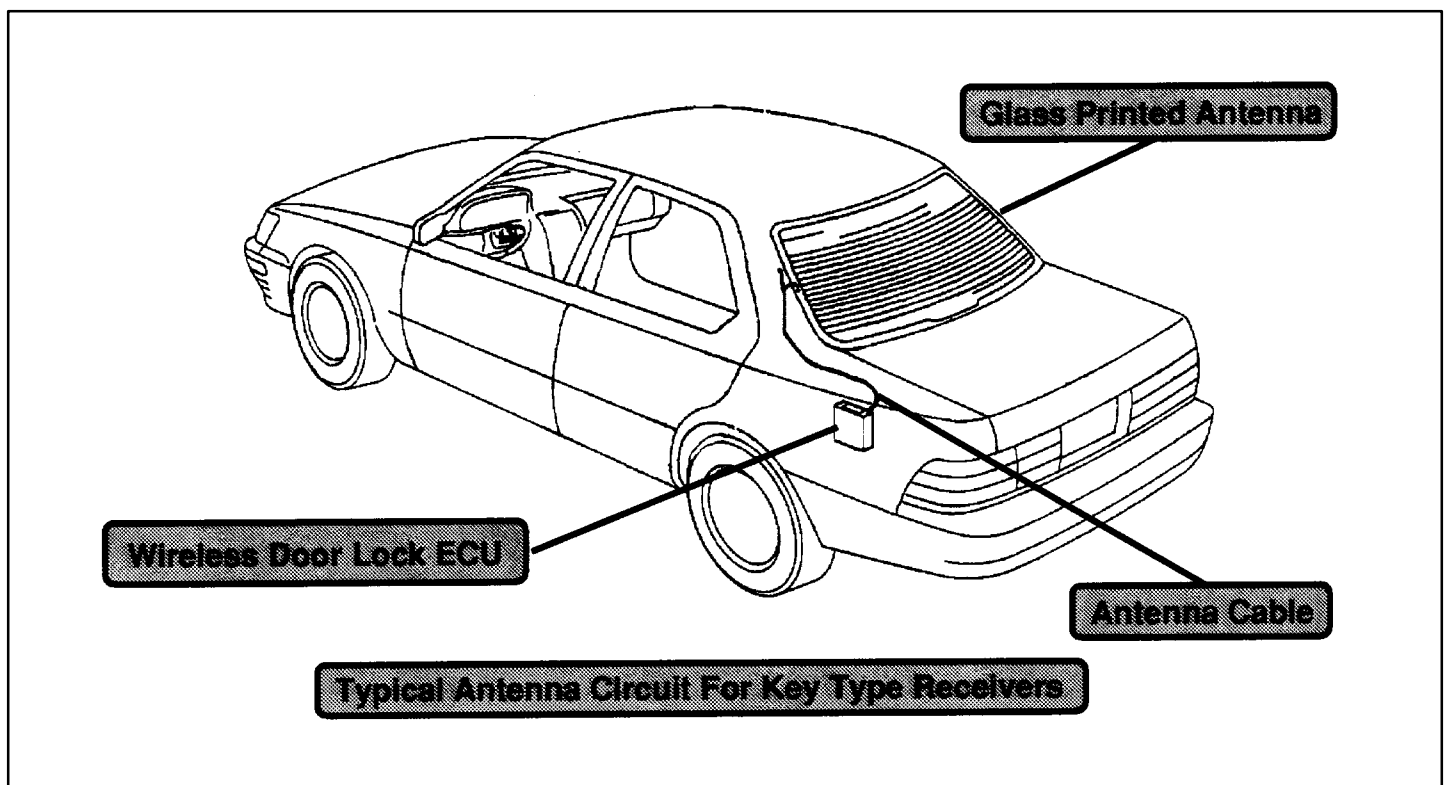 Glass Printed Antenna
Wireless Door Lock ECU
Antenna Cable
Typical Antenna Circuit For Key Type Receivers